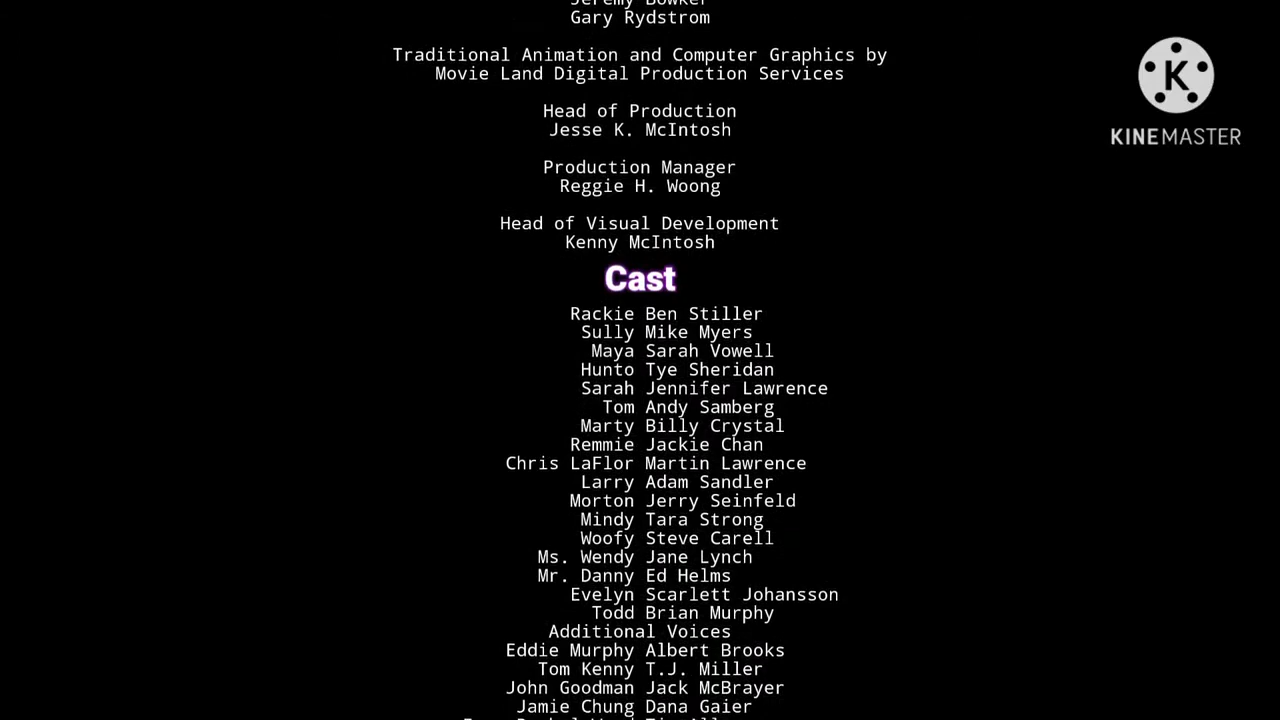 Jeremy Bowker
Gary Rydstrom
Traditional Animation and Computer Graphics by
Movie Land Digital Production Services
Head of Production
Jesse K. McIntosh
Production Manager
Reggie H. Woong
Head of Visual Development
Kenny McIntosh
Cast
Rackie Ben Stiller
Sully Mike Myers
Maya Sarah Vowell
Hunto Tye Sheridan
Sarah Jennifer Lawrence
Tom Andy Samberg
Marty Billy Crystal
Remmie Jackie Chan
Chris LaFlor Martin Lawrence
Larry Adam Sandler
Morton Jerry Seinfeld
Mindy Tara Strong
Woofy Steve Carell
Ms. Wendy Jane Lynch
Mr. Danny Ed Helms
Evelyn Scarlett Johansson
Todd Brian Murphy
Additional Voices
Eddie Murphy Albert Brooks
Tom Kenny T.J. Miller
John Goodman Jack McBrayer
Jamie Chung Dana Gaier
K
KINEMASTER